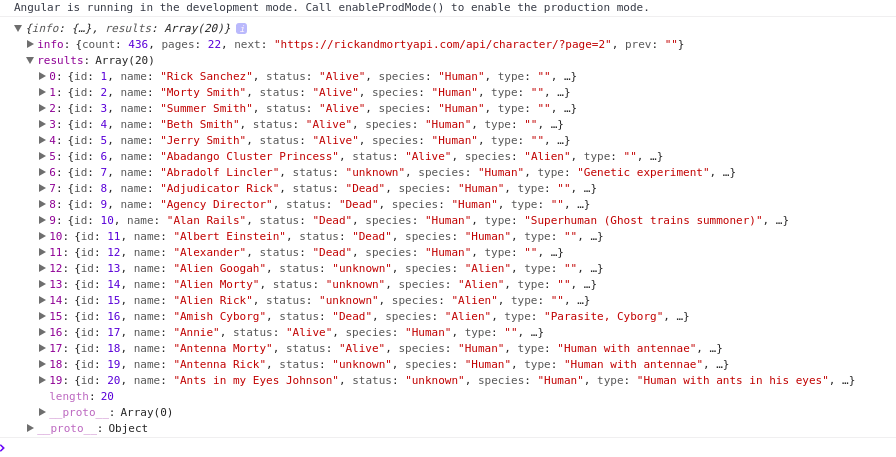 Angular is running in the development mode. Call enableProdMode() to enable the production mode.
{info: {…}, results: Array(20)} i
info: {count: 436, pages: 22, next: "https://rickandmortyapi.com/api/character/?page=2", prev: ""}
results: Array(20)
0: {id: 1, name: "Rick Sanchez", status: "Alive", species: "Human", type: "", …}
1: {id: 2, name: "Morty Smith", status: "Alive", species: "Human", type: "", …}
2: {id: 3, name: "Summer Smith", status: "Alive", species: "Human", type: "", …}
3: {id: 4, name: "Beth Smith", status: "Alive", species: "Human", type: "", …}
4: {id: 5, name: "Jerry Smith", status: "Alive", species: "Human", type: "", …}
5: {id: 6, name: "Abadango Cluster Princess", status: "Alive", species: "Alien", type: "", …}
6: {id: 7, name: "Abradolf Lincler", status: "unknown", species: "Human", type: "Genetic experiment", …}
7: {id: 8, name: "Adjudicator Rick", status: "Dead", species: "Human", type: "", …}
8: {id: 9, name: "Agency Director", status: "Dead", species: "Human", type: "", …}
9: {id: 10, name: "Alan Rails", status: "Dead", species: "Human", type: "Superhuman (Ghost trains summoner)", …}
10: {id: 11, name: "Albert Einstein", status: "Dead", species: "Human", type: "", …}
11: {id: 12, name: "Alexander", status: "Dead", species: "Human", type: "", …}
12: {id: 13, name: "Alien Googah", status: "unknown", species: "Alien", type: "", …}
13: {id: 14, name: "Alien Morty", status: "unknown", species: "Alien", type: "", …}
14: {id: 15, name: "Alien Rick", status: "unknown", species: "Alien", type: "", …}
15: {id: 16, name: "Amish Cyborg", status: "Dead", species: "Alien", type: "Parasite, Cyborg", …}
16: {id: 17, name: "Annie", status: "Alive", species: "Human", type: "", …}
17: {id: 18, name: "Antenna Morty", status: "Alive", species: "Human", type: "Human with antennae", …}
18: {id: 19, name: "Antenna Rick", status: "unknown", species: "Human", type: "Human with antennae", …}
19: {id: 20, name: "Ants in my Eyes Johnson", status: "unknown", species: "Human", type: "Human with ants in his eyes", …}
length: 20
__proto__: Array(0)
__proto__: Object